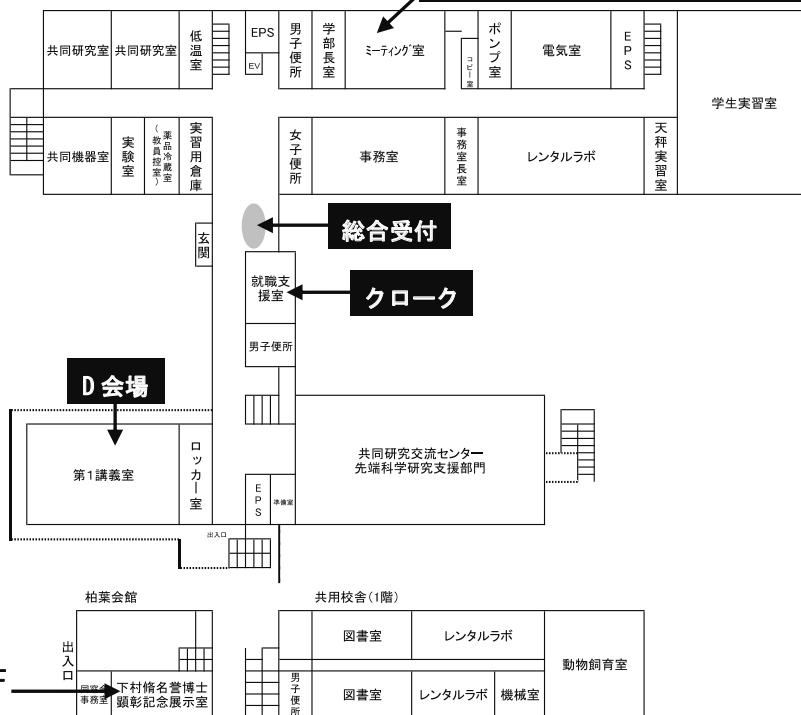 共同研究室
共同研究室
低温室
EPS
EV
男子便所
学部長室
ミーティング室
コピー室
ポンプ室
電気室
EPS
学生実習室
共同機器室
実験室
薬品冷蔵室
(教員控室)
実習用倉庫
女子便所
事務室
事務室長室
レンタルラボ
天秤実習室
総合受付
玄関
就職支
援室
クローク
男子便所
D 会場
第1講義室
ロッカー室
共同研究交流センター
先端科学研究支援部門
EPS
準備室
出入口
柏葉会館
共用校舎(1階)
出入口
図書室
レンタルラボ
動物飼育室
事務室
下村脩名誉博士
顕彰記念展示室
男子便所
図書室
レンタルラボ
機械室